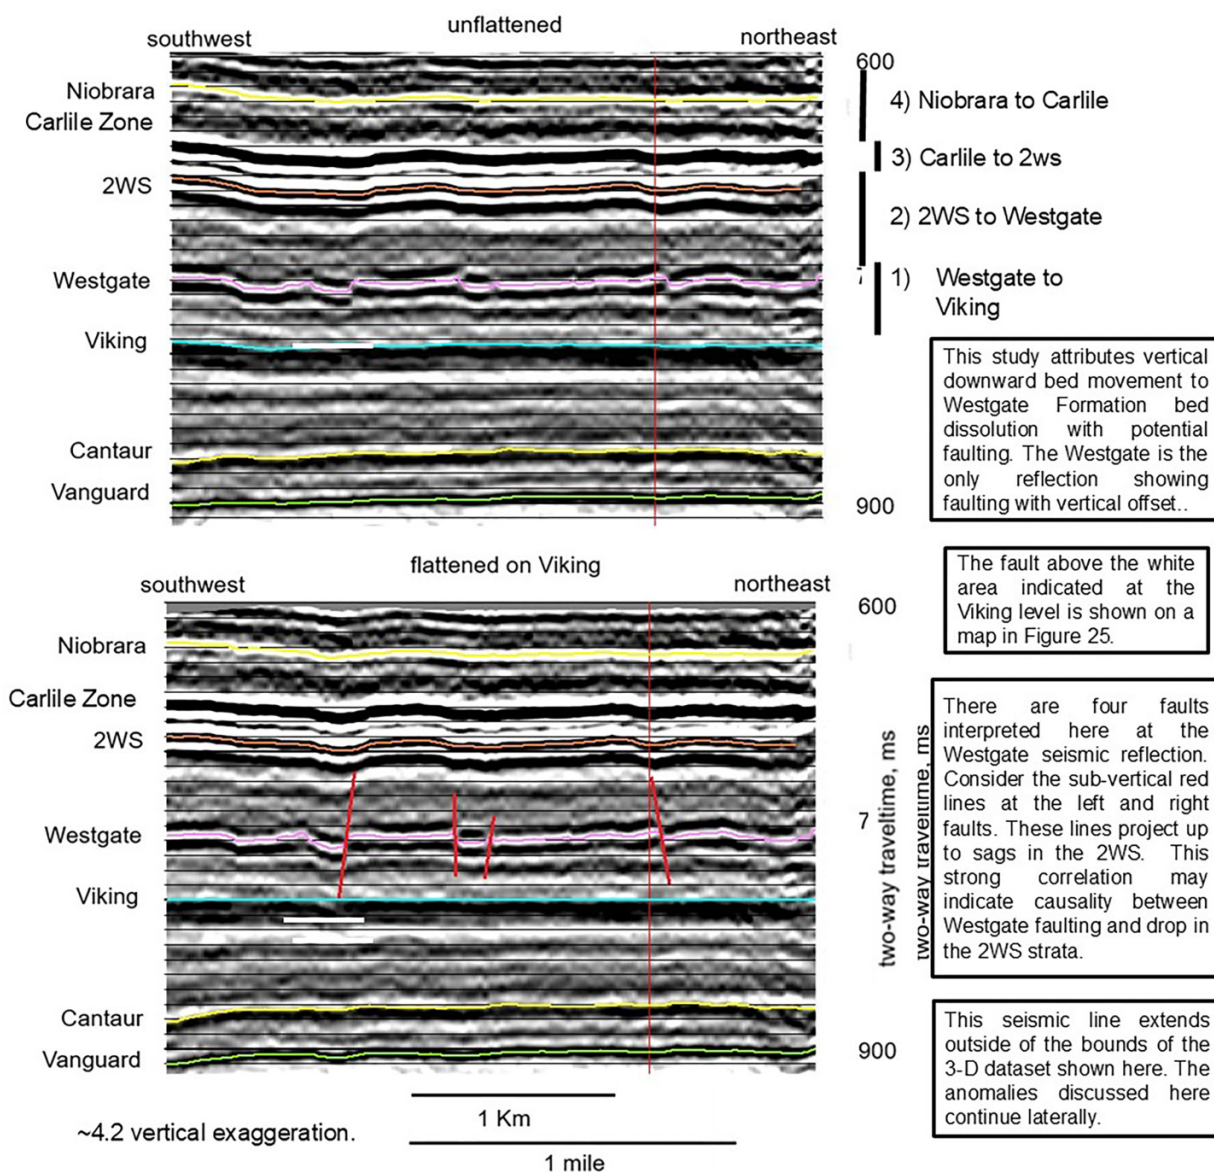 unflattened
southwest
northeast
Niobrara
Carlile Zone
2WS
Westgate
Viking
Cantaur
Vanguard
600
7
900
4) Niobrara to Carlile
3) Carlile to 2ws
2) 2WS to Westgate
1) Westgate to
Viking
This study attributes vertical
downward bed movement to
Westgate Formation bed
dissolution with potential
faulting. The Westgate is the
only reflection showing
faulting with vertical offset..
The fault above the white
area indicated at the
Viking level is shown on a
map in Figure 25.
flattened on Viking
southwest
northeast
Niobrara
Carlile Zone
2WS
Westgate
Viking
Cantaur
Vanguard
600
7
900
two-way traveltime, ms
two-way traveltime, ms
There are four faults
interpreted here at the
Westgate seismic reflection.
Consider the sub-vertical red
lines at the left and right
faults. These lines project up
to sags in the 2WS. This
strong correlation may
indicate causality between
Westgate faulting and drop in
the 2WS strata.
This seismic line extends
outside of the bounds of the
3-D dataset shown here. The
anomalies discussed here
continue laterally.
~4.2 vertical exaggeration.
1 Km
1 mile